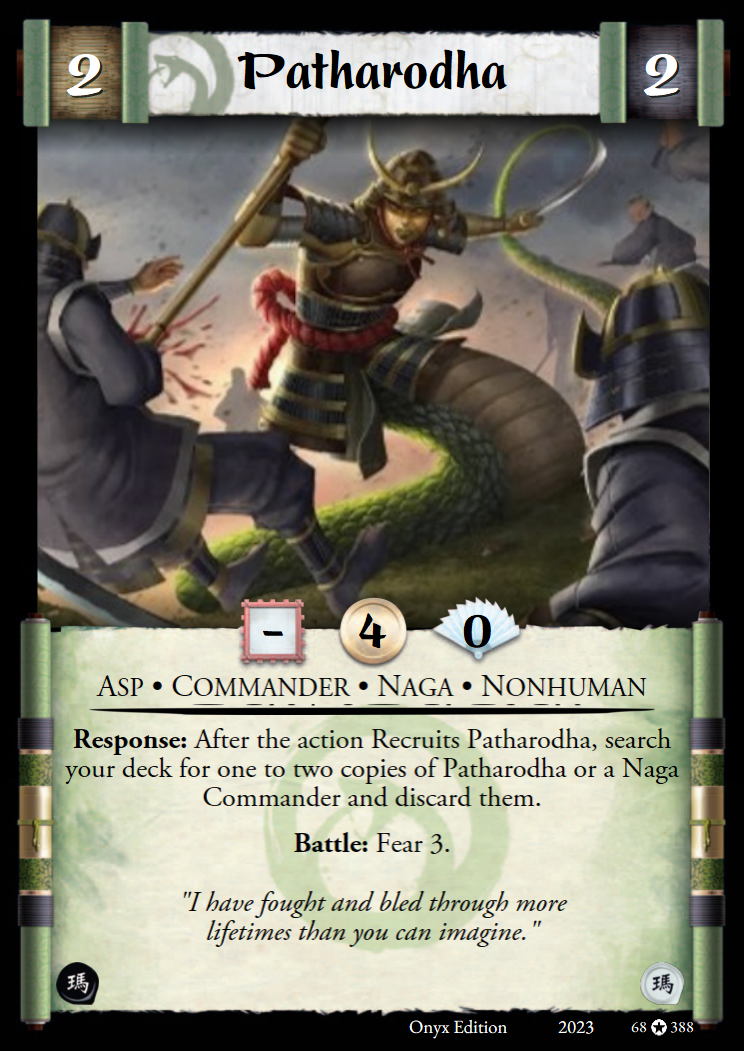 2 Patharodha 2
- 4 0
Asp • Commander • Naga • Nonhuman
Response: After the action Recruits Patharodha, search
your deck for one to two copies of Patharodha or a Naga
Commander and discard them.
Battle: Fear 3.
"I have fought and bled through more
lifetimes than you can imagine."
瑪 瑪
Onyx Edition 2023 68 ✪ 388